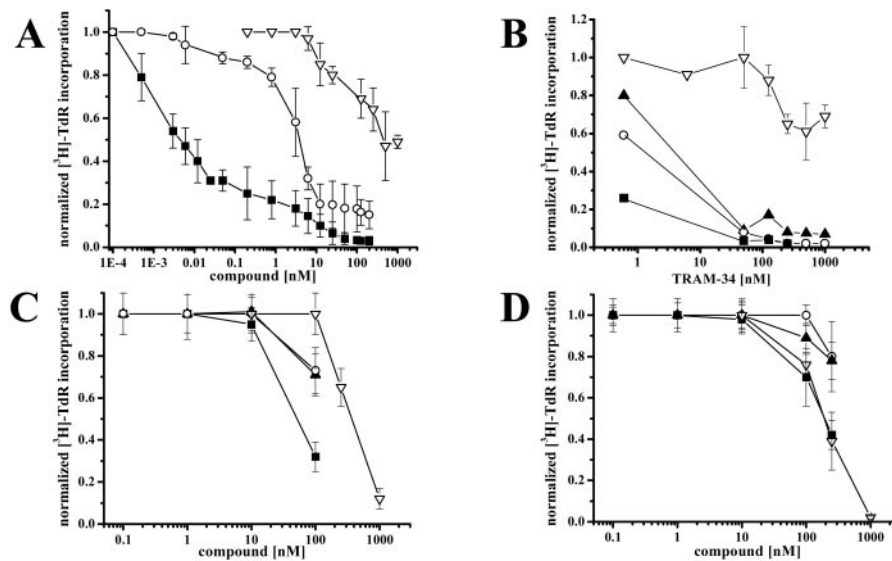 A
normalized [³H]-TdR incorporation
1.0
0.8
0.6
0.4
0.2
0.0
1E-4 1E-3 0.01 0.1 1 10 100 1000
compound [nM]
B
normalized [³H]-TdR incorporation
1.4
1.2
1.0
0.8
0.6
0.4
0.2
0.0
1 10 100 1000
TRAM-34 [nM]
C
normalized [³H]-TdR incorporation
1.0
0.8
0.6
0.4
0.2
0.0
0.1 1 10 100 1000
compound [nM]
D
normalized [³H]-TdR incorporation
1.0
0.8
0.6
0.4
0.2
0.0
0.1 1 10 100 1000
compound [nM]